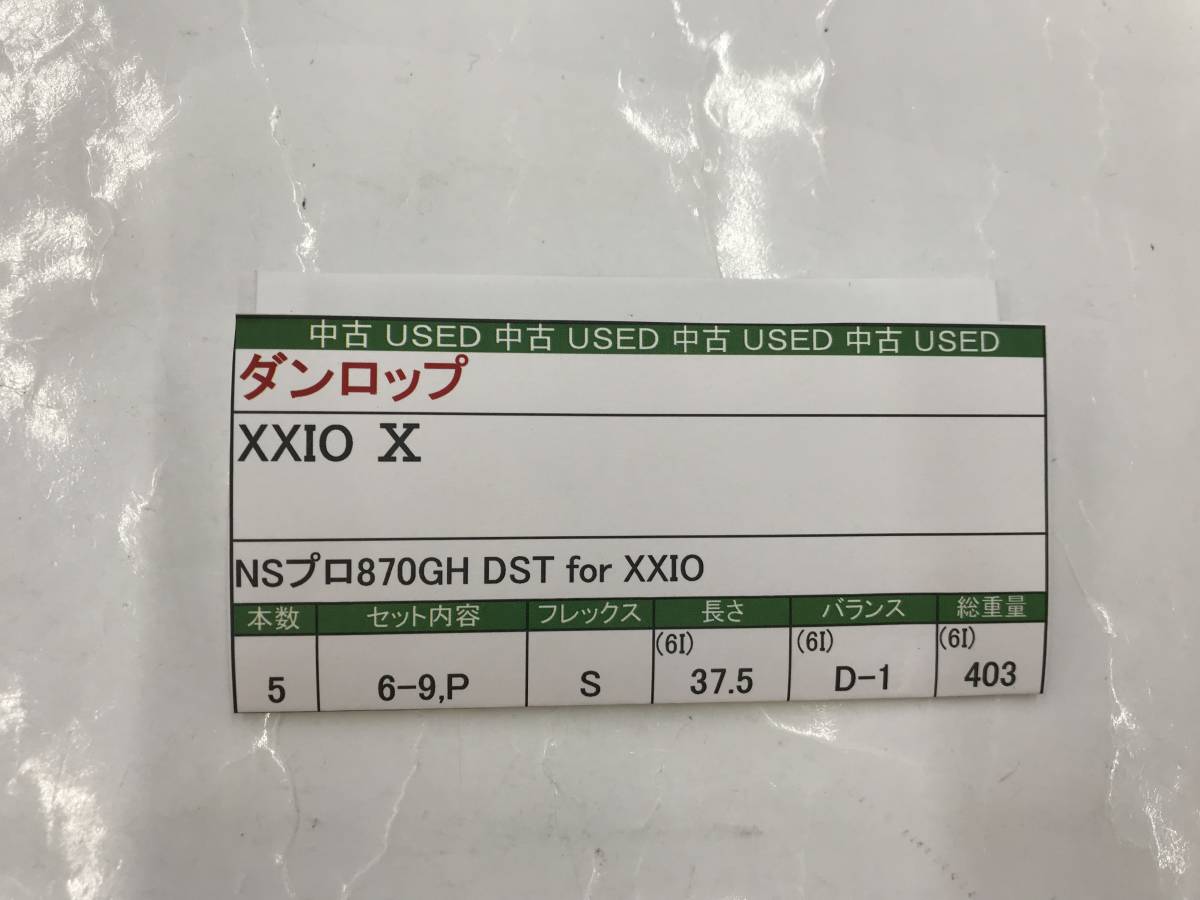 中古 USED 中古 USED 中古 USED 中古 USED
ダンロップ
XXIO X
NSプロ870GH DST for XXIO
本数 セット内容 フレックス 長さ バランス 総重量
(6I) (6I) (6I)
5 6-9,P S 37.5 D-1 403